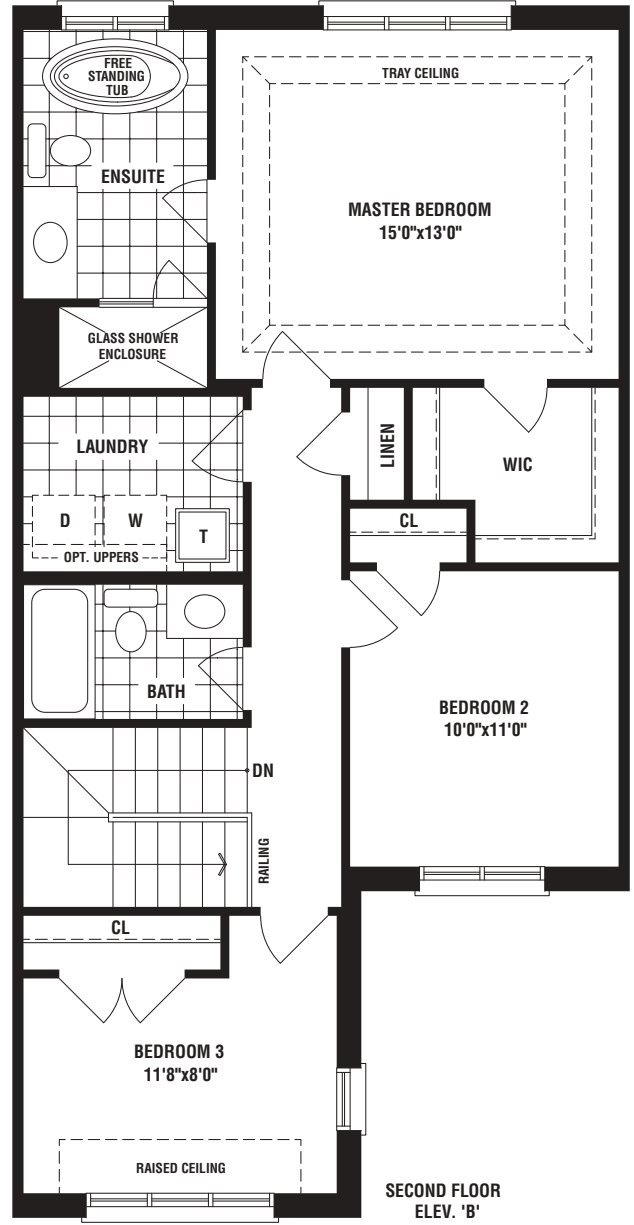 FREE
STANDING
TUB
TRAY CEILING
ENSUITE
MASTER BEDROOM
15'0"x13'0"
GLASS SHOWER
ENCLOSURE
LAUNDRY
LINEN
WIC
D
W
T
CL
OPT. UPPERS
BATH
BEDROOM 2
10'0"x11'0"
DN
RAILING
CL
BEDROOM 3
11'8"x8'0"
RAISED CEILING
SECOND FLOOR
ELEV. 'B'